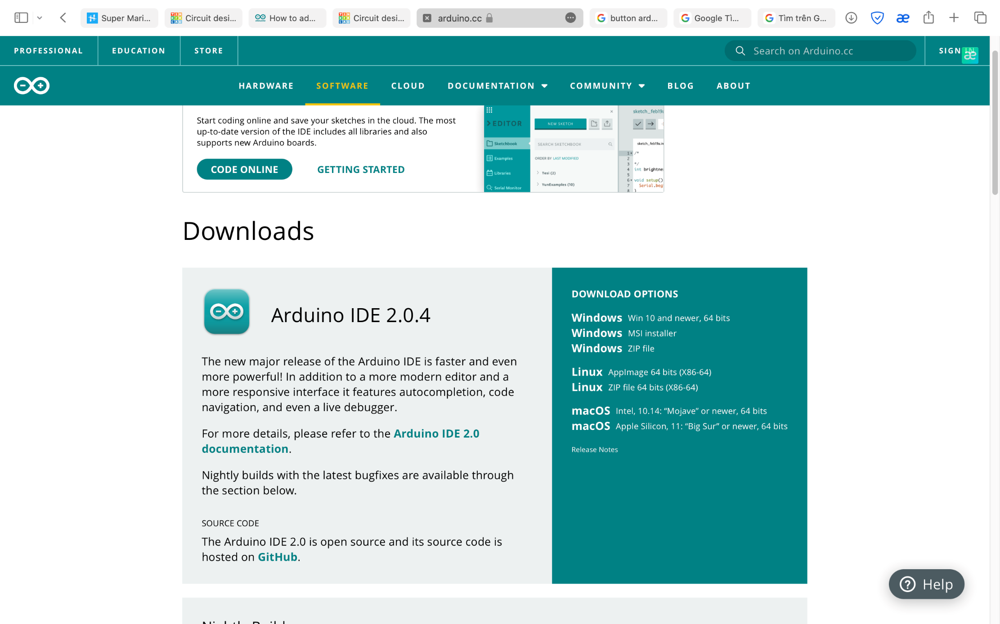 Super Mari...
Circuit desi...
How to ad...
Circuit desi...
arduino.cc
button ard...
Google Tì...
Tìm trên G...
PROFESSIONAL
EDUCATION
STORE
Search on Arduino.cc
SIGN IN
HARDWARE
SOFTWARE
CLOUD
DOCUMENTATION
COMMUNITY
BLOG
ABOUT
Start coding online and save your sketches in the cloud. The most
up-to-date version of the IDE includes all libraries and also
supports new Arduino boards.
CODE ONLINE
GETTING STARTED
EDITOR
Sketchbook
Examples
Libraries
Serial Monitor
NEW SKETCH
SEARCH SKETCHBOOK
ORDER BY LAST MODIFIED
Tesi (2)
YunExamples (10)
sketch_feb19a
sketch_feb19a.in
1 /*
2
3 */
4 int brightne
5
6 void setup()
7 Serial.beg
8 }
Downloads
Arduino IDE 2.0.4
The new major release of the Arduino IDE is faster and even
more powerful! In addition to a more modern editor and a
more responsive interface it features autocompletion, code
navigation, and even a live debugger.
For more details, please refer to the Arduino IDE 2.0
documentation.
Nightly builds with the latest bugfixes are available through
the section below.
SOURCE CODE
The Arduino IDE 2.0 is open source and its source code is
hosted on GitHub.
DOWNLOAD OPTIONS
Windows Win 10 and newer, 64 bits
Windows MSI installer
Windows ZIP file
Linux AppImage 64 bits (X86-64)
Linux ZIP file 64 bits (X86-64)
macOS Intel, 10.14: “Mojave” or newer, 64 bits
macOS Apple Silicon, 11: “Big Sur” or newer, 64 bits
Release Notes
Help